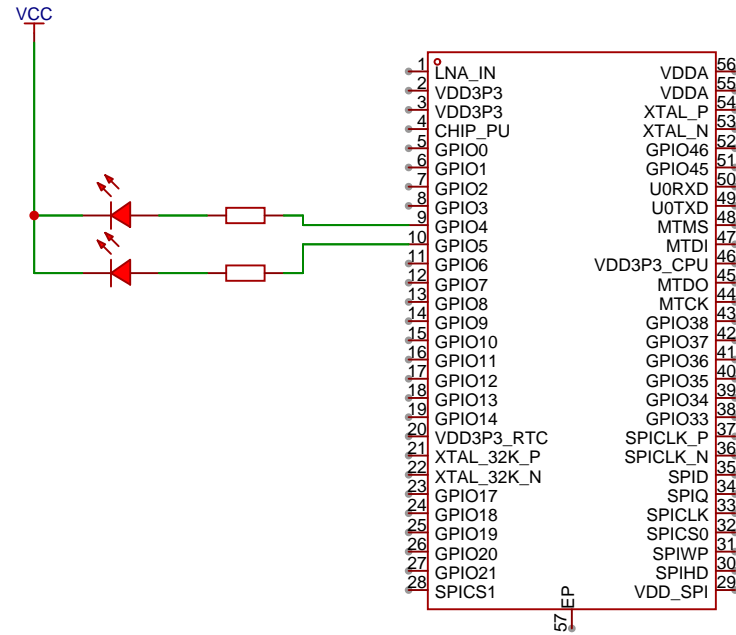 VCC
1 LNA_IN
2 VDD3P3
3 VDD3P3
4 CHIP_PU
5 GPIO0
6 GPIO1
7 GPIO2
8 GPIO3
9 GPIO4
10 GPIO5
11 GPIO6
12 GPIO7
13 GPIO8
14 GPIO9
15 GPIO10
16 GPIO11
17 GPIO12
18 GPIO13
19 GPIO14
20 VDD3P3_RTC
21 XTAL_32K_P
22 XTAL_32K_N
23 GPIO17
24 GPIO18
25 GPIO19
26 GPIO20
27 GPIO21
28 SPICS1
VDDA 56
VDDA 55
XTAL_P 54
XTAL_N 53
GPIO46 52
GPIO45 51
U0RXD 50
U0TXD 49
MTMS 48
MTDI 47
VDD3P3_CPU 46
MTDO 45
MTCK 44
GPIO38 43
GPIO37 42
GPIO36 41
GPIO35 40
GPIO34 39
GPIO33 38
SPICLK_P 37
SPICLK_N 36
SPID 35
SPIQ 34
SPICLK 33
SPICS0 32
SPIWP 31
SPIHD 30
VDD_SPI 29
57 EP